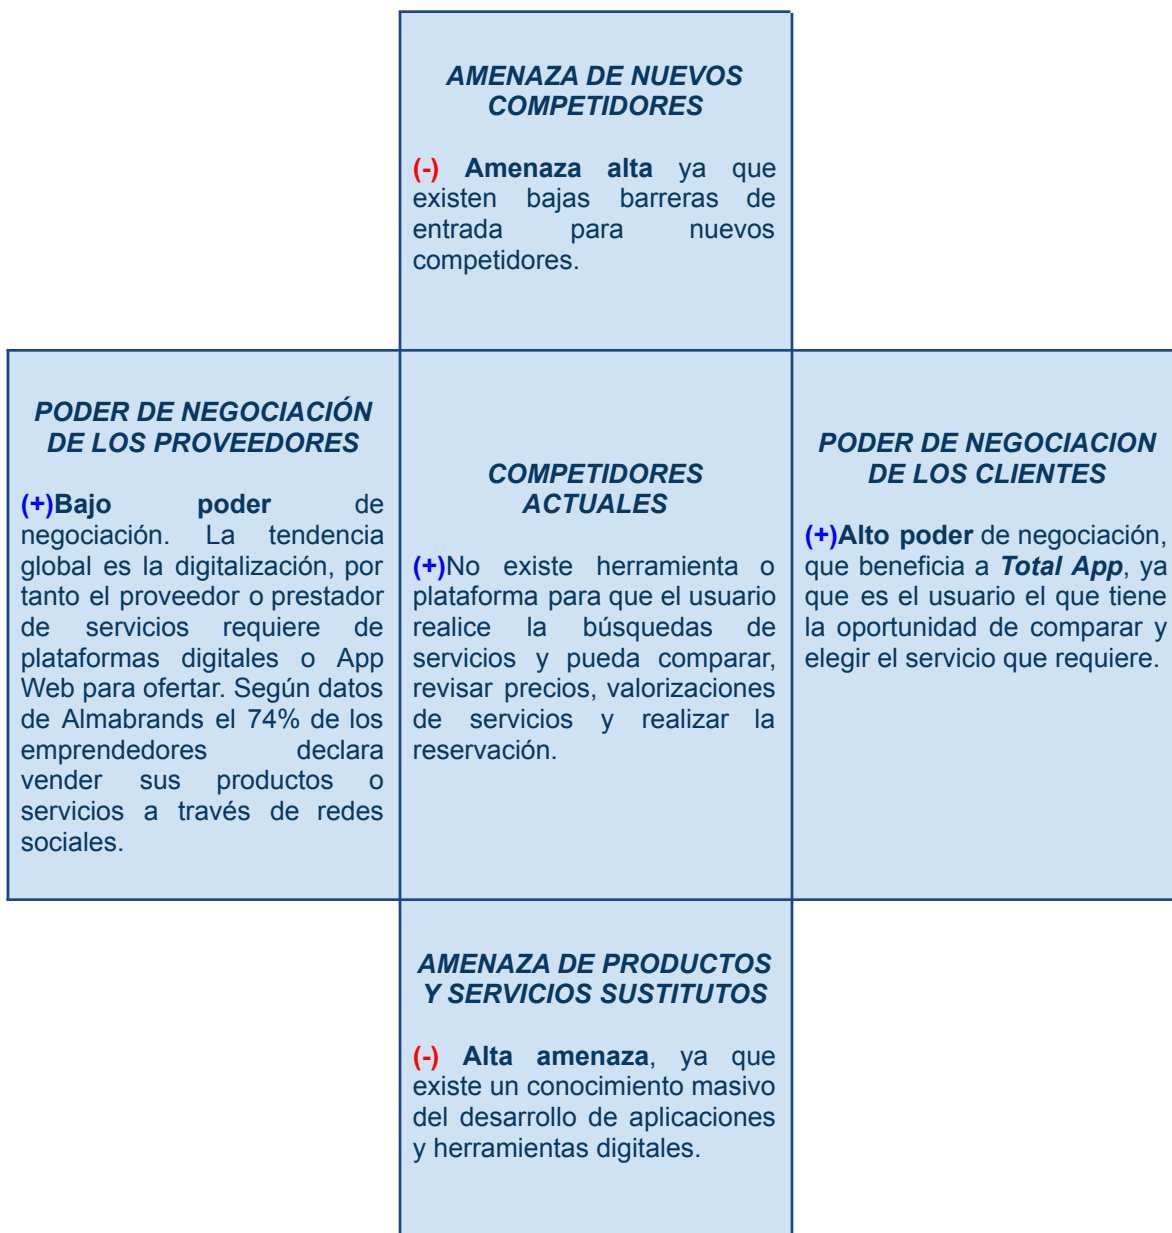 AMENAZA DE NUEVOS
COMPETIDORES
(-) Amenaza alta ya que
existen bajas barreras de
entrada para nuevos
competidores.
PODER DE NEGOCIACIÓN
DE LOS PROVEEDORES
(+)Bajo poder de
negociación. La tendencia
global es la digitalización, por
tanto el proveedor o prestador
de servicios requiere de
plataformas digitales o App
Web para ofertar. Según datos
de Almabrands el 74% de los
emprendedores declara
vender sus productos o
servicios a través de redes
sociales.
COMPETIDORES
ACTUALES
(+)No existe herramienta o
plataforma para que el usuario
realice la búsquedas de
servicios y pueda comparar,
revisar precios, valorizaciones
de servicios y realizar la
reservación.
PODER DE NEGOCIACION
DE LOS CLIENTES
(+)Alto poder de negociación,
que beneficia a Total App, ya
que es el usuario el que tiene
la oportunidad de comparar y
elegir el servicio que requiere.
AMENAZA DE PRODUCTOS
Y SERVICIOS SUSTITUTOS
(-) Alta amenaza, ya que
existe un conocimiento masivo
del desarrollo de aplicaciones
y herramientas digitales.